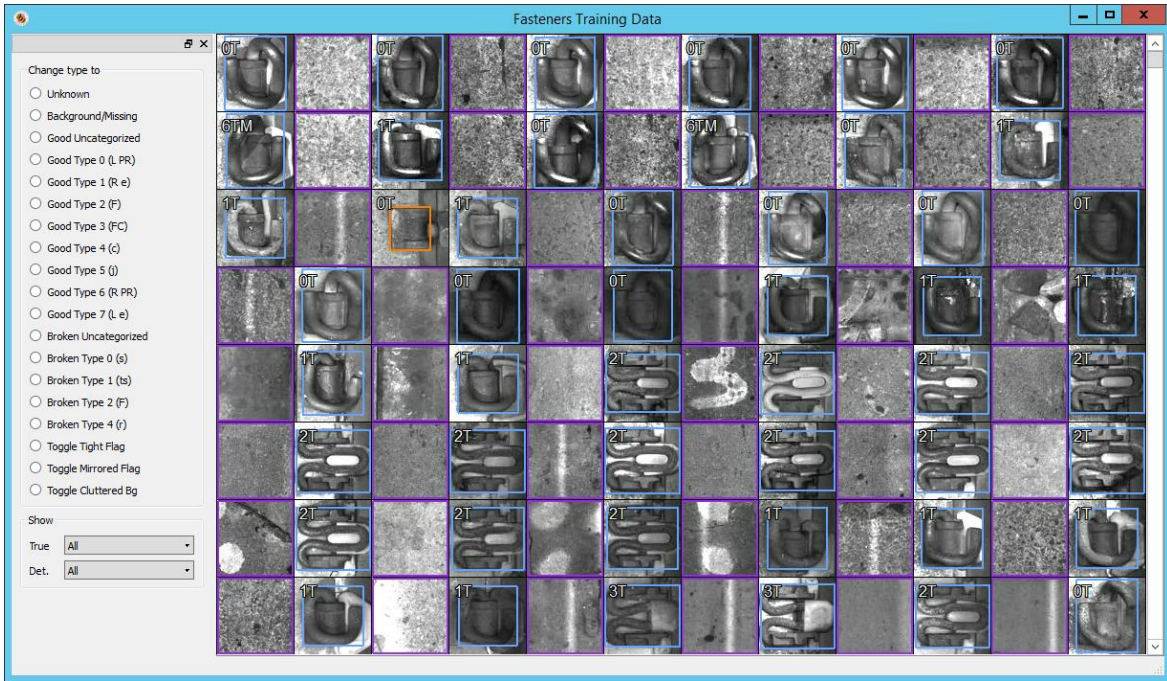 Fasteners Training Data
Change type to
Unknown
Background/Missing
Good Uncategorized
Good Type 0 (L PR)
Good Type 1 (R e)
Good Type 2 (F)
Good Type 3 (FC)
Good Type 4 (c)
Good Type 5 (j)
Good Type 6 (R PR)
Good Type 7 (L e)
Broken Uncategorized
Broken Type 0 (s)
Broken Type 1 (ts)
Broken Type 2 (F)
Broken Type 4 (r)
Toggle Tight Flag
Toggle Mirrored Flag
Toggle Cluttered Bg
Show
True All
Det. All
0T 0T 0T 0T 0T 0T
6TM 1T 0T 6TM 0T 1T
1T 0T 1T 0T 0T 0T 0T
0T 0T 0T 1T 1T 1T
1T 1T 2T 2T 2T 2T
2T 2T 2T 2T 2T 2T
2T 2T 2T 1T 1T 1T
1T 1T 3T 3T 2T 0T